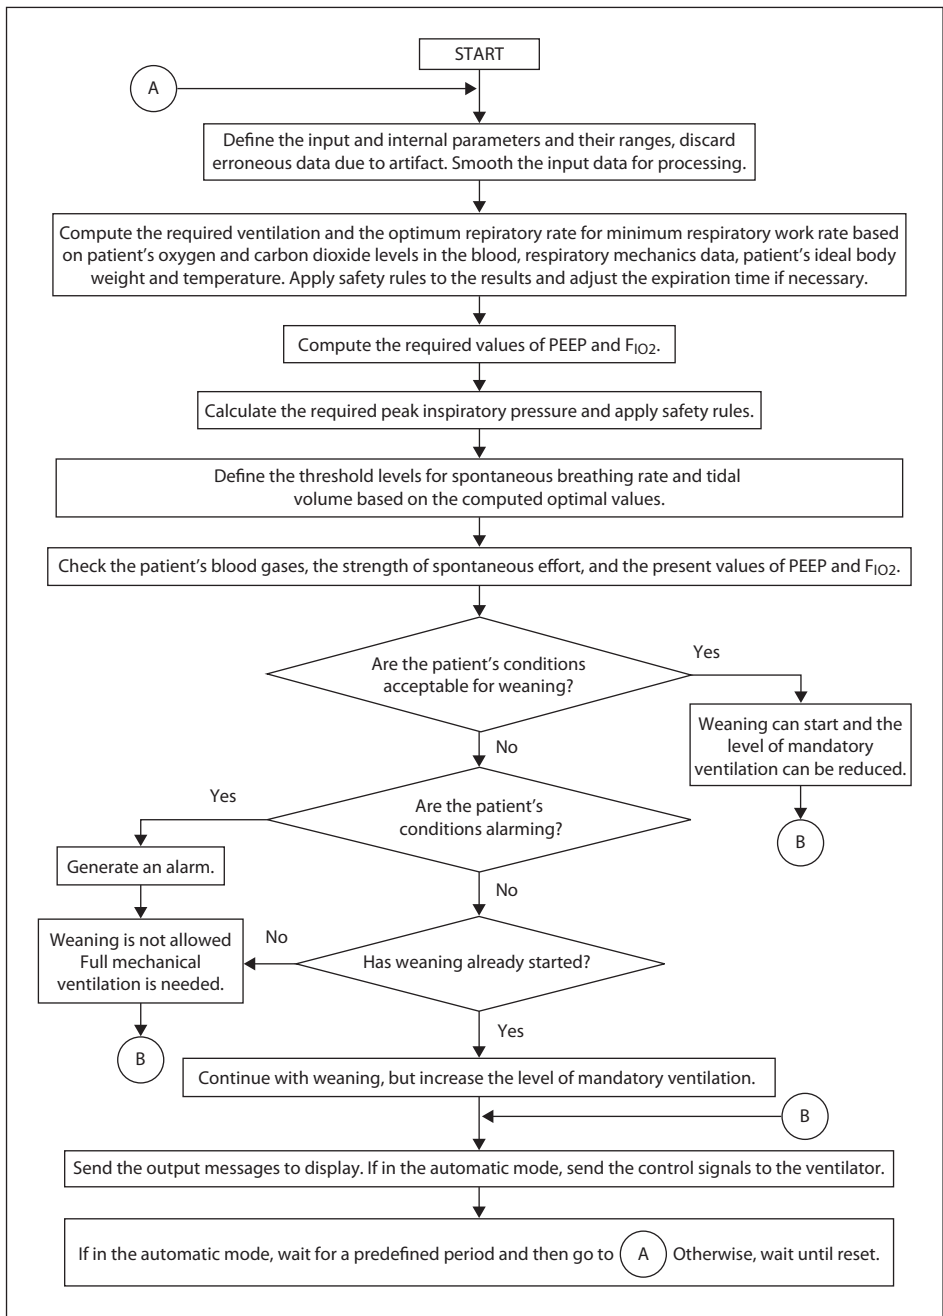 START
A
Define the input and internal parameters and their ranges, discard
erroneous data due to artifact. Smooth the input data for processing.
Compute the required ventilation and the optimum repiratory rate for minimum respiratory work rate based
on patient's oxygen and carbon dioxide levels in the blood, respiratory mechanics data, patient's ideal body
weight and temperature. Apply safety rules to the results and adjust the expiration time if necessary.
Compute the required values of PEEP and FIO2.
Calculate the required peak inspiratory pressure and apply safety rules.
Define the threshold levels for spontaneous breathing rate and tidal
volume based on the computed optimal values.
Check the patient's blood gases, the strength of spontaneous effort, and the present values of PEEP and FIO2.
Are the patient's conditions
acceptable for weaning?
Yes
Weaning can start and the
level of mandatory
ventilation can be reduced.
B
No
Are the patient's
conditions alarming?
Yes
Generate an alarm.
No
Has weaning already started?
No
Weaning is not allowed
Full mechanical
ventilation is needed.
B
Yes
Continue with weaning, but increase the level of mandatory ventilation.
B
Send the output messages to display. If in the automatic mode, send the control signals to the ventilator.
If in the automatic mode, wait for a predefined period and then go to A Otherwise, wait until reset.